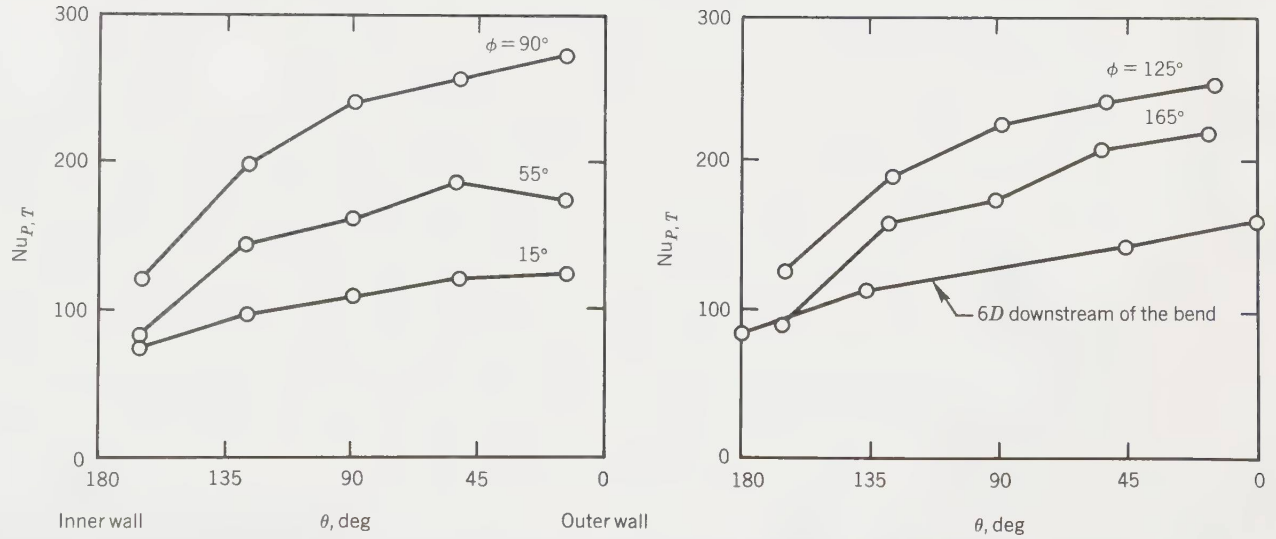 300
200
100
0
Nu_{P, T}
ϕ = 90°
55°
15°
180 135 90 45 0
Inner wall θ, deg Outer wall
300
200
100
0
Nu_{P, T}
ϕ = 125°
165°
6D downstream of the bend
180 135 90 45 0
θ, deg